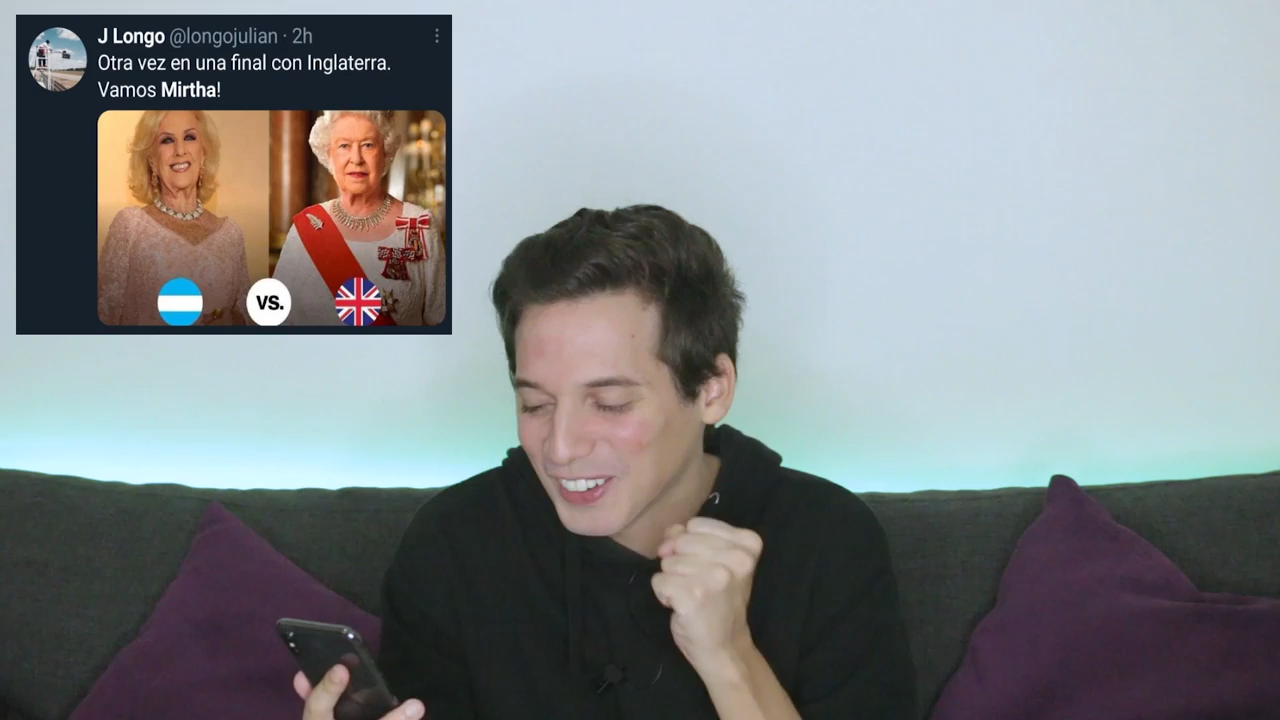 J Longo @longojulian · 2h
Otra vez en una final con Inglaterra.
Vamos Mirtha!
VS.